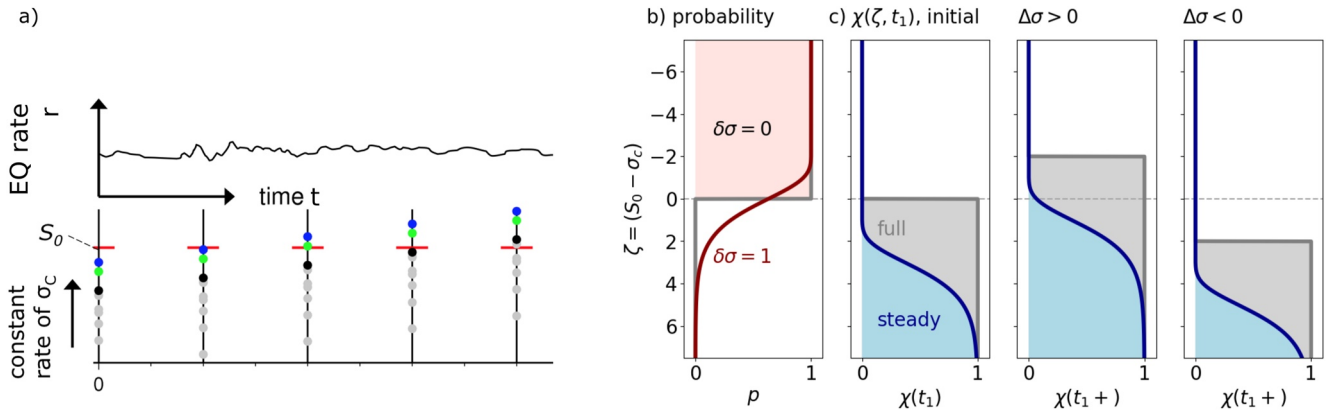 a)
EQ rate
r
time t
S₀
constant
rate of σ_c
0
b) probability
ζ = (S₀ − σ_c)
−6
−4
−2
0
2
4
6
δσ = 0
δσ = 1
0 1
p
c) χ(ζ, t₁), initial
full
steady
0 1
χ(t₁)
Δσ > 0
0 1
χ(t₁+)
Δσ < 0
0 1
χ(t₁+)